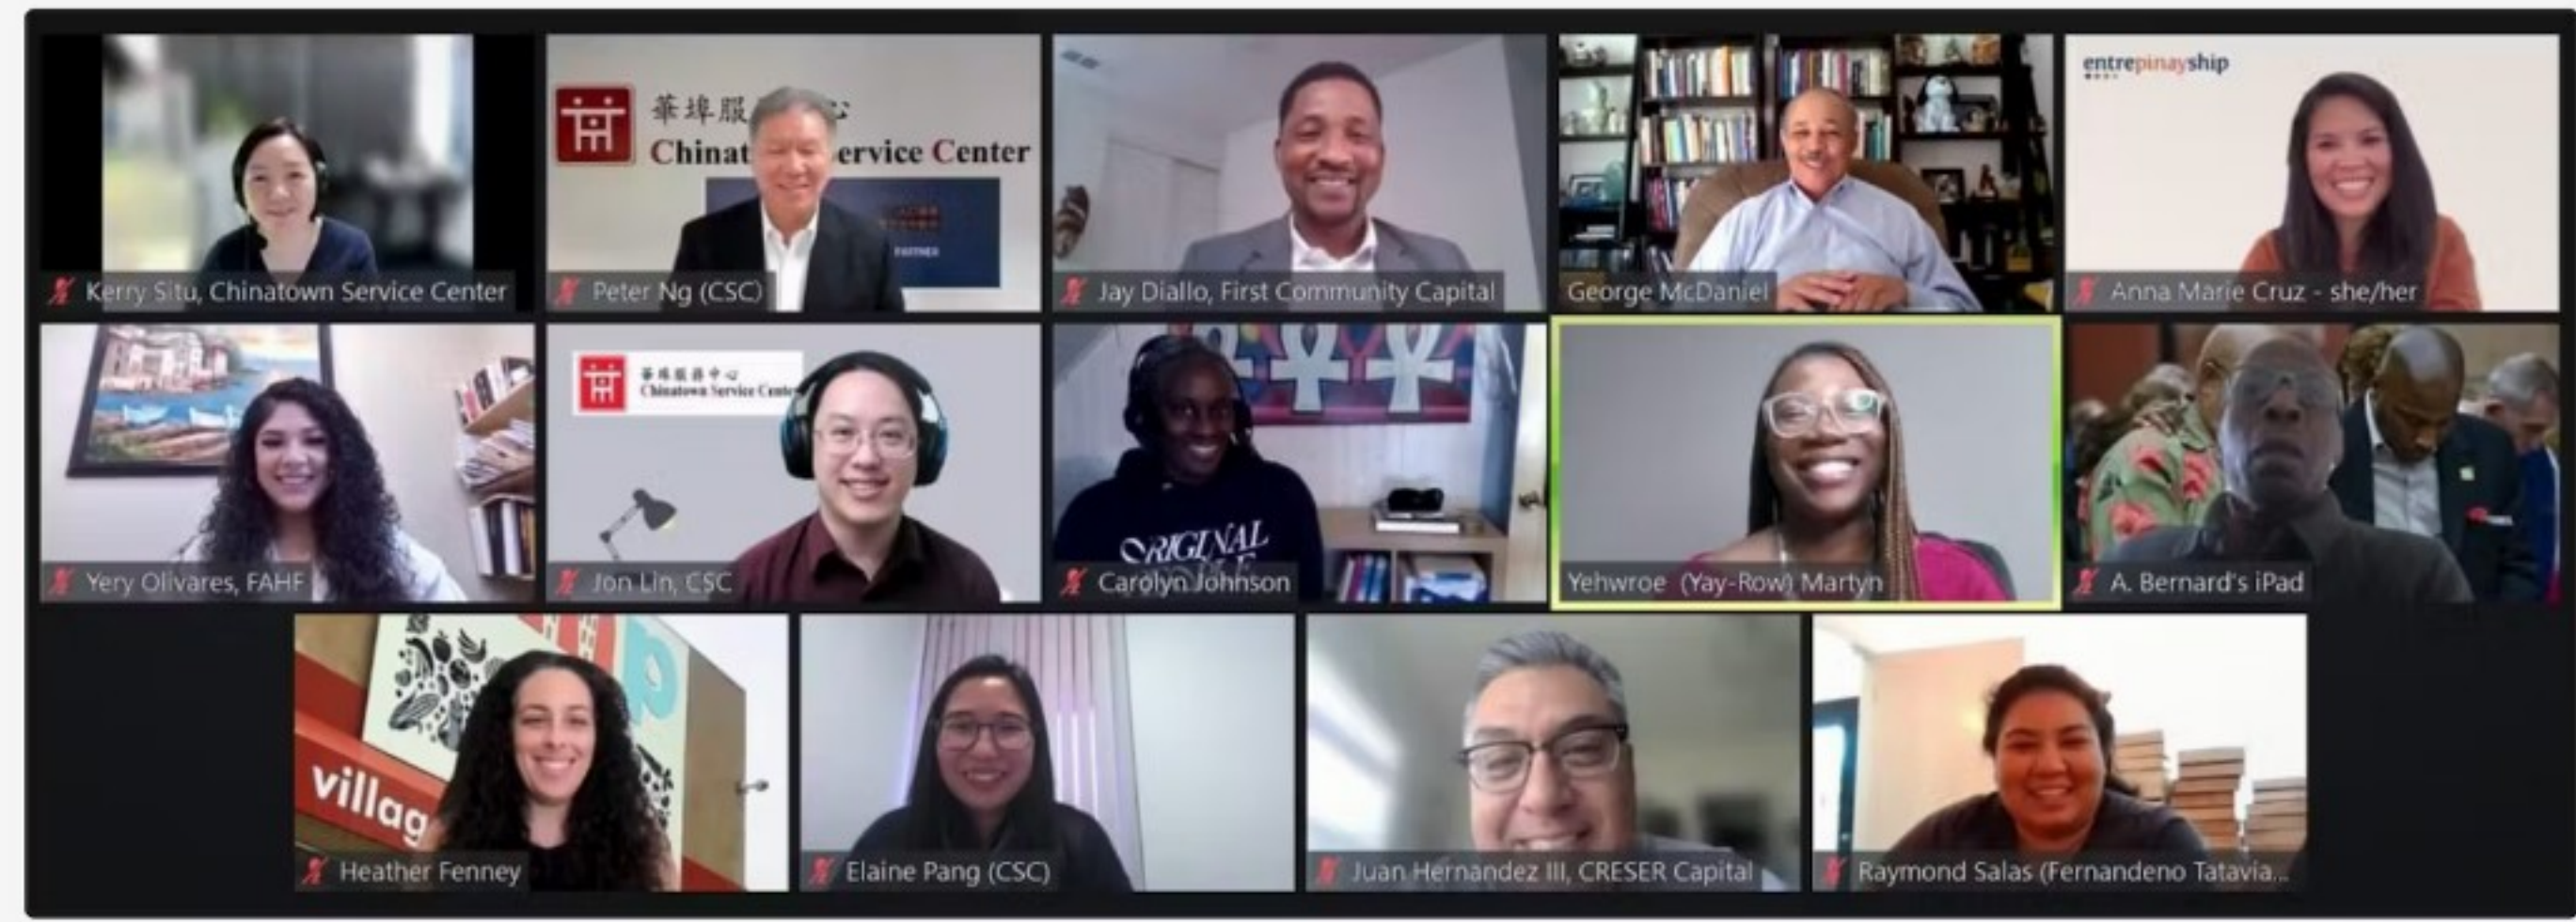 華埠服 心
Chinat ervice Center
PARTNER
entrepinayship
Kerry Situ, Chinatown Service Center
Peter Ng (CSC)
Jay Diallo, First Community Capital
George McDaniel
Anna Marie Cruz - she/her
華埠服務中心
Chinatown Service Center
ORIGINAL
Yery Olivares, FAHF
Jon Lin, CSC
Carolyn Johnson
Yehwroe (Yay-Row) Martyn
A. Bernard's iPad
villag
Heather Fenney
Elaine Pang (CSC)
Juan Hernandez III, CRESER Capital
Raymond Salas (Fernandeno Tatavia...